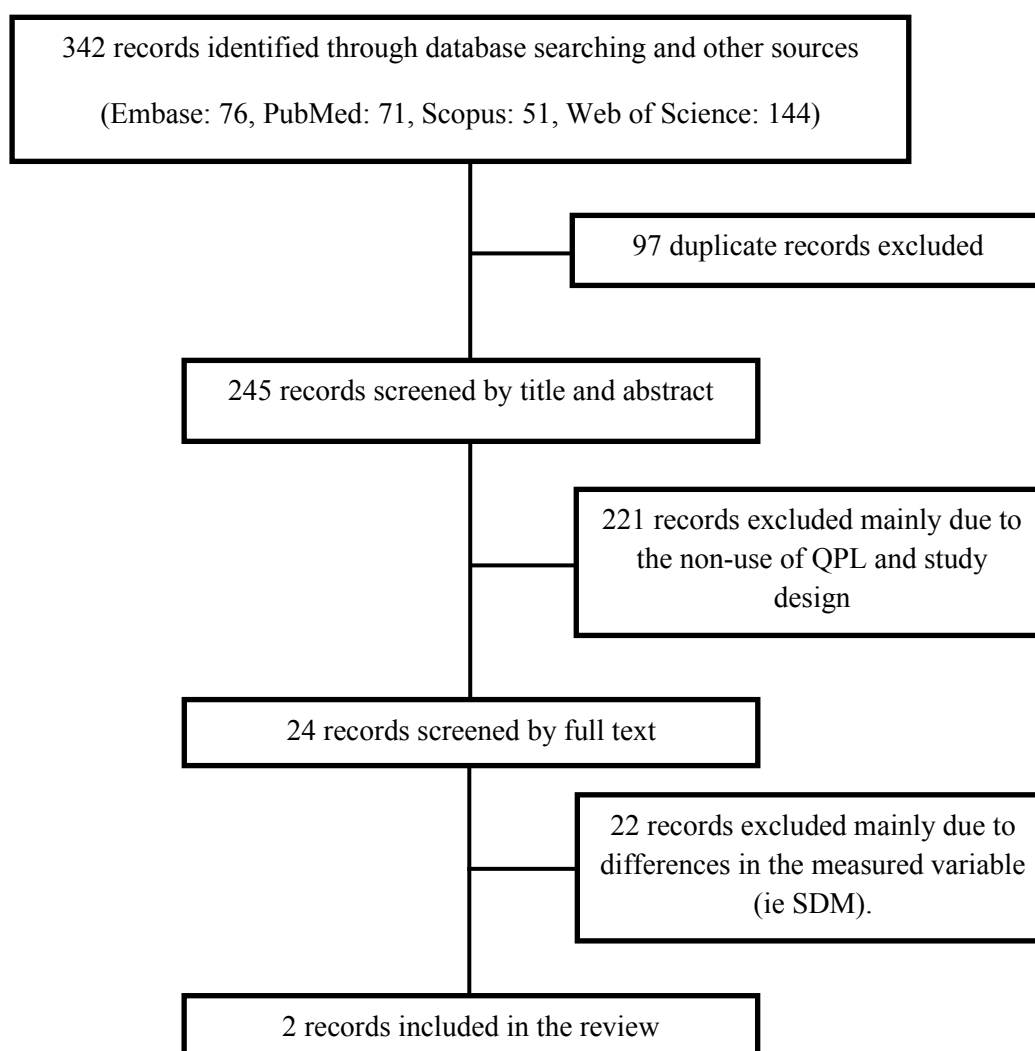 342 records identified through database searching and other sources
(Embase: 76, PubMed: 71, Scopus: 51, Web of Science: 144)
97 duplicate records excluded
245 records screened by title and abstract
221 records excluded mainly due to
the non-use of QPL and study
design
24 records screened by full text
22 records excluded mainly due to
differences in the measured variable
(ie SDM).
2 records included in the review